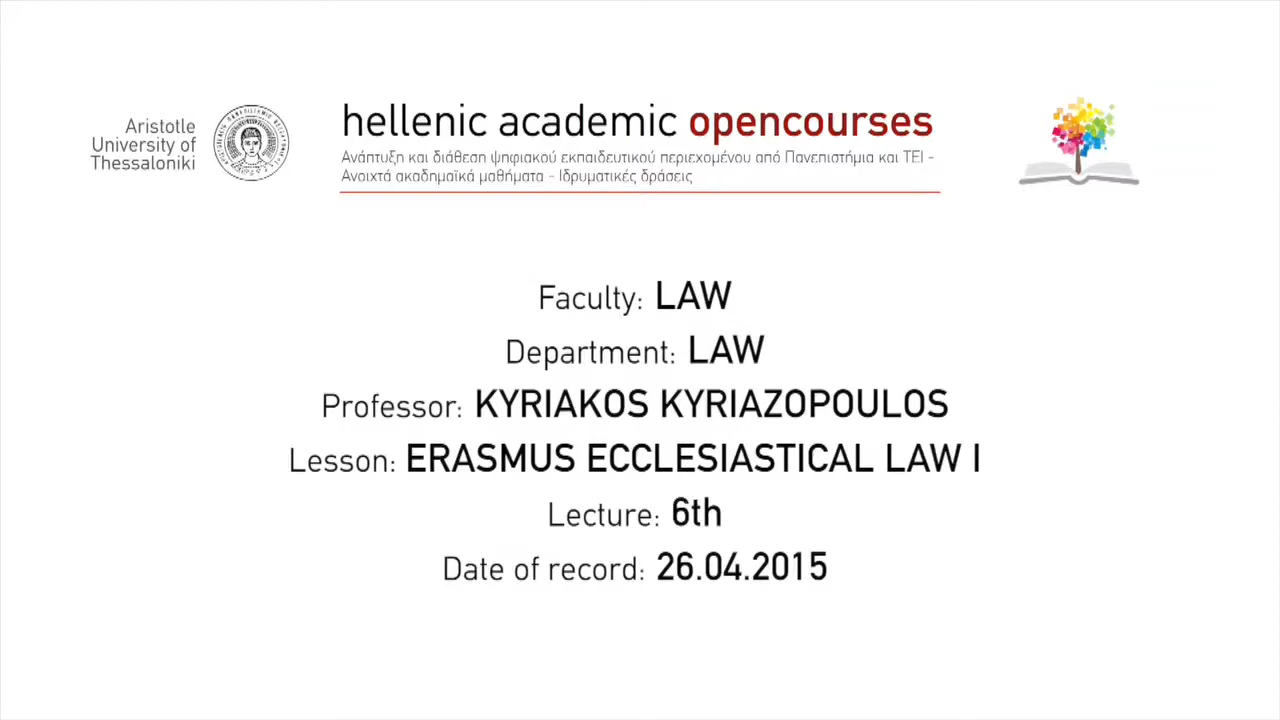 Aristotle
University of
Thessaloniki
hellenic academic opencourses
Ανάπτυξη και διάθεση ψηφιακού εκπαιδευτικού περιεχομένου από Πανεπιστήμια και ΤΕΙ -
Ανοιχτά ακαδημαϊκά μαθήματα - Ιδρυματικές δράσεις
Faculty: LAW
Department: LAW
Professor: KYRIAKOS KYRIAZOPOULOS
Lesson: ERASMUS ECCLESIASTICAL LAW I
Lecture: 6th
Date of record: 26.04.2015